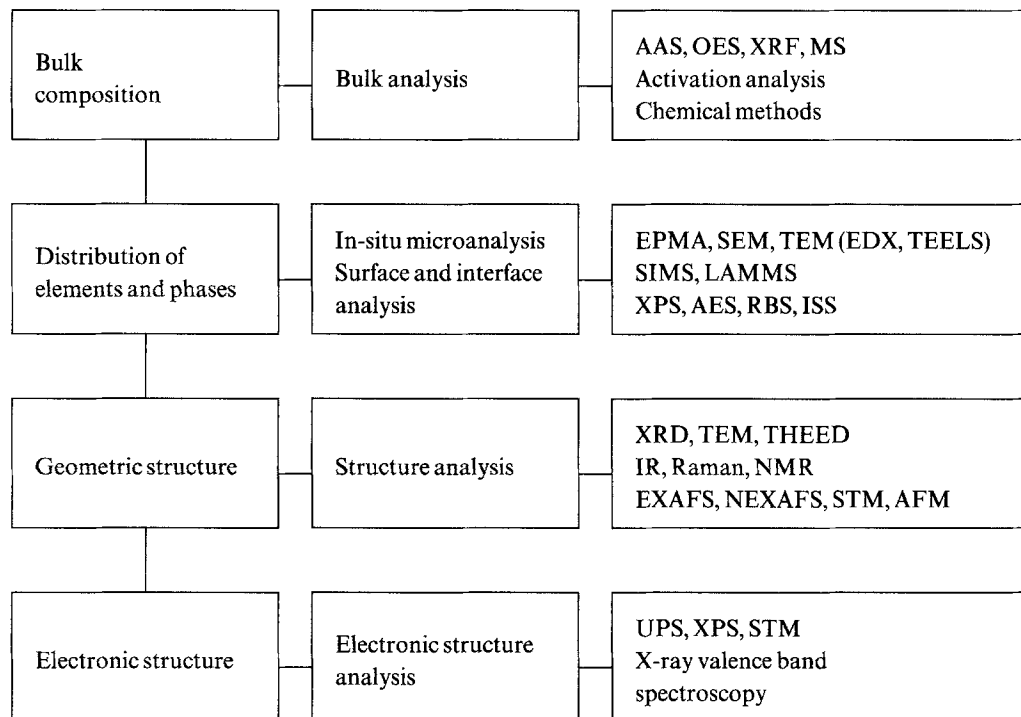 Bulk
composition
Bulk analysis
AAS, OES, XRF, MS
Activation analysis
Chemical methods
Distribution of
elements and phases
In-situ microanalysis
Surface and interface
analysis
EPMA, SEM, TEM (EDX, TEELS)
SIMS, LAMMS
XPS, AES, RBS, ISS
Geometric structure
Structure analysis
XRD, TEM, THEED
IR, Raman, NMR
EXAFS, NEXAFS, STM, AFM
Electronic structure
Electronic structure
analysis
UPS, XPS, STM
X-ray valence band
spectroscopy